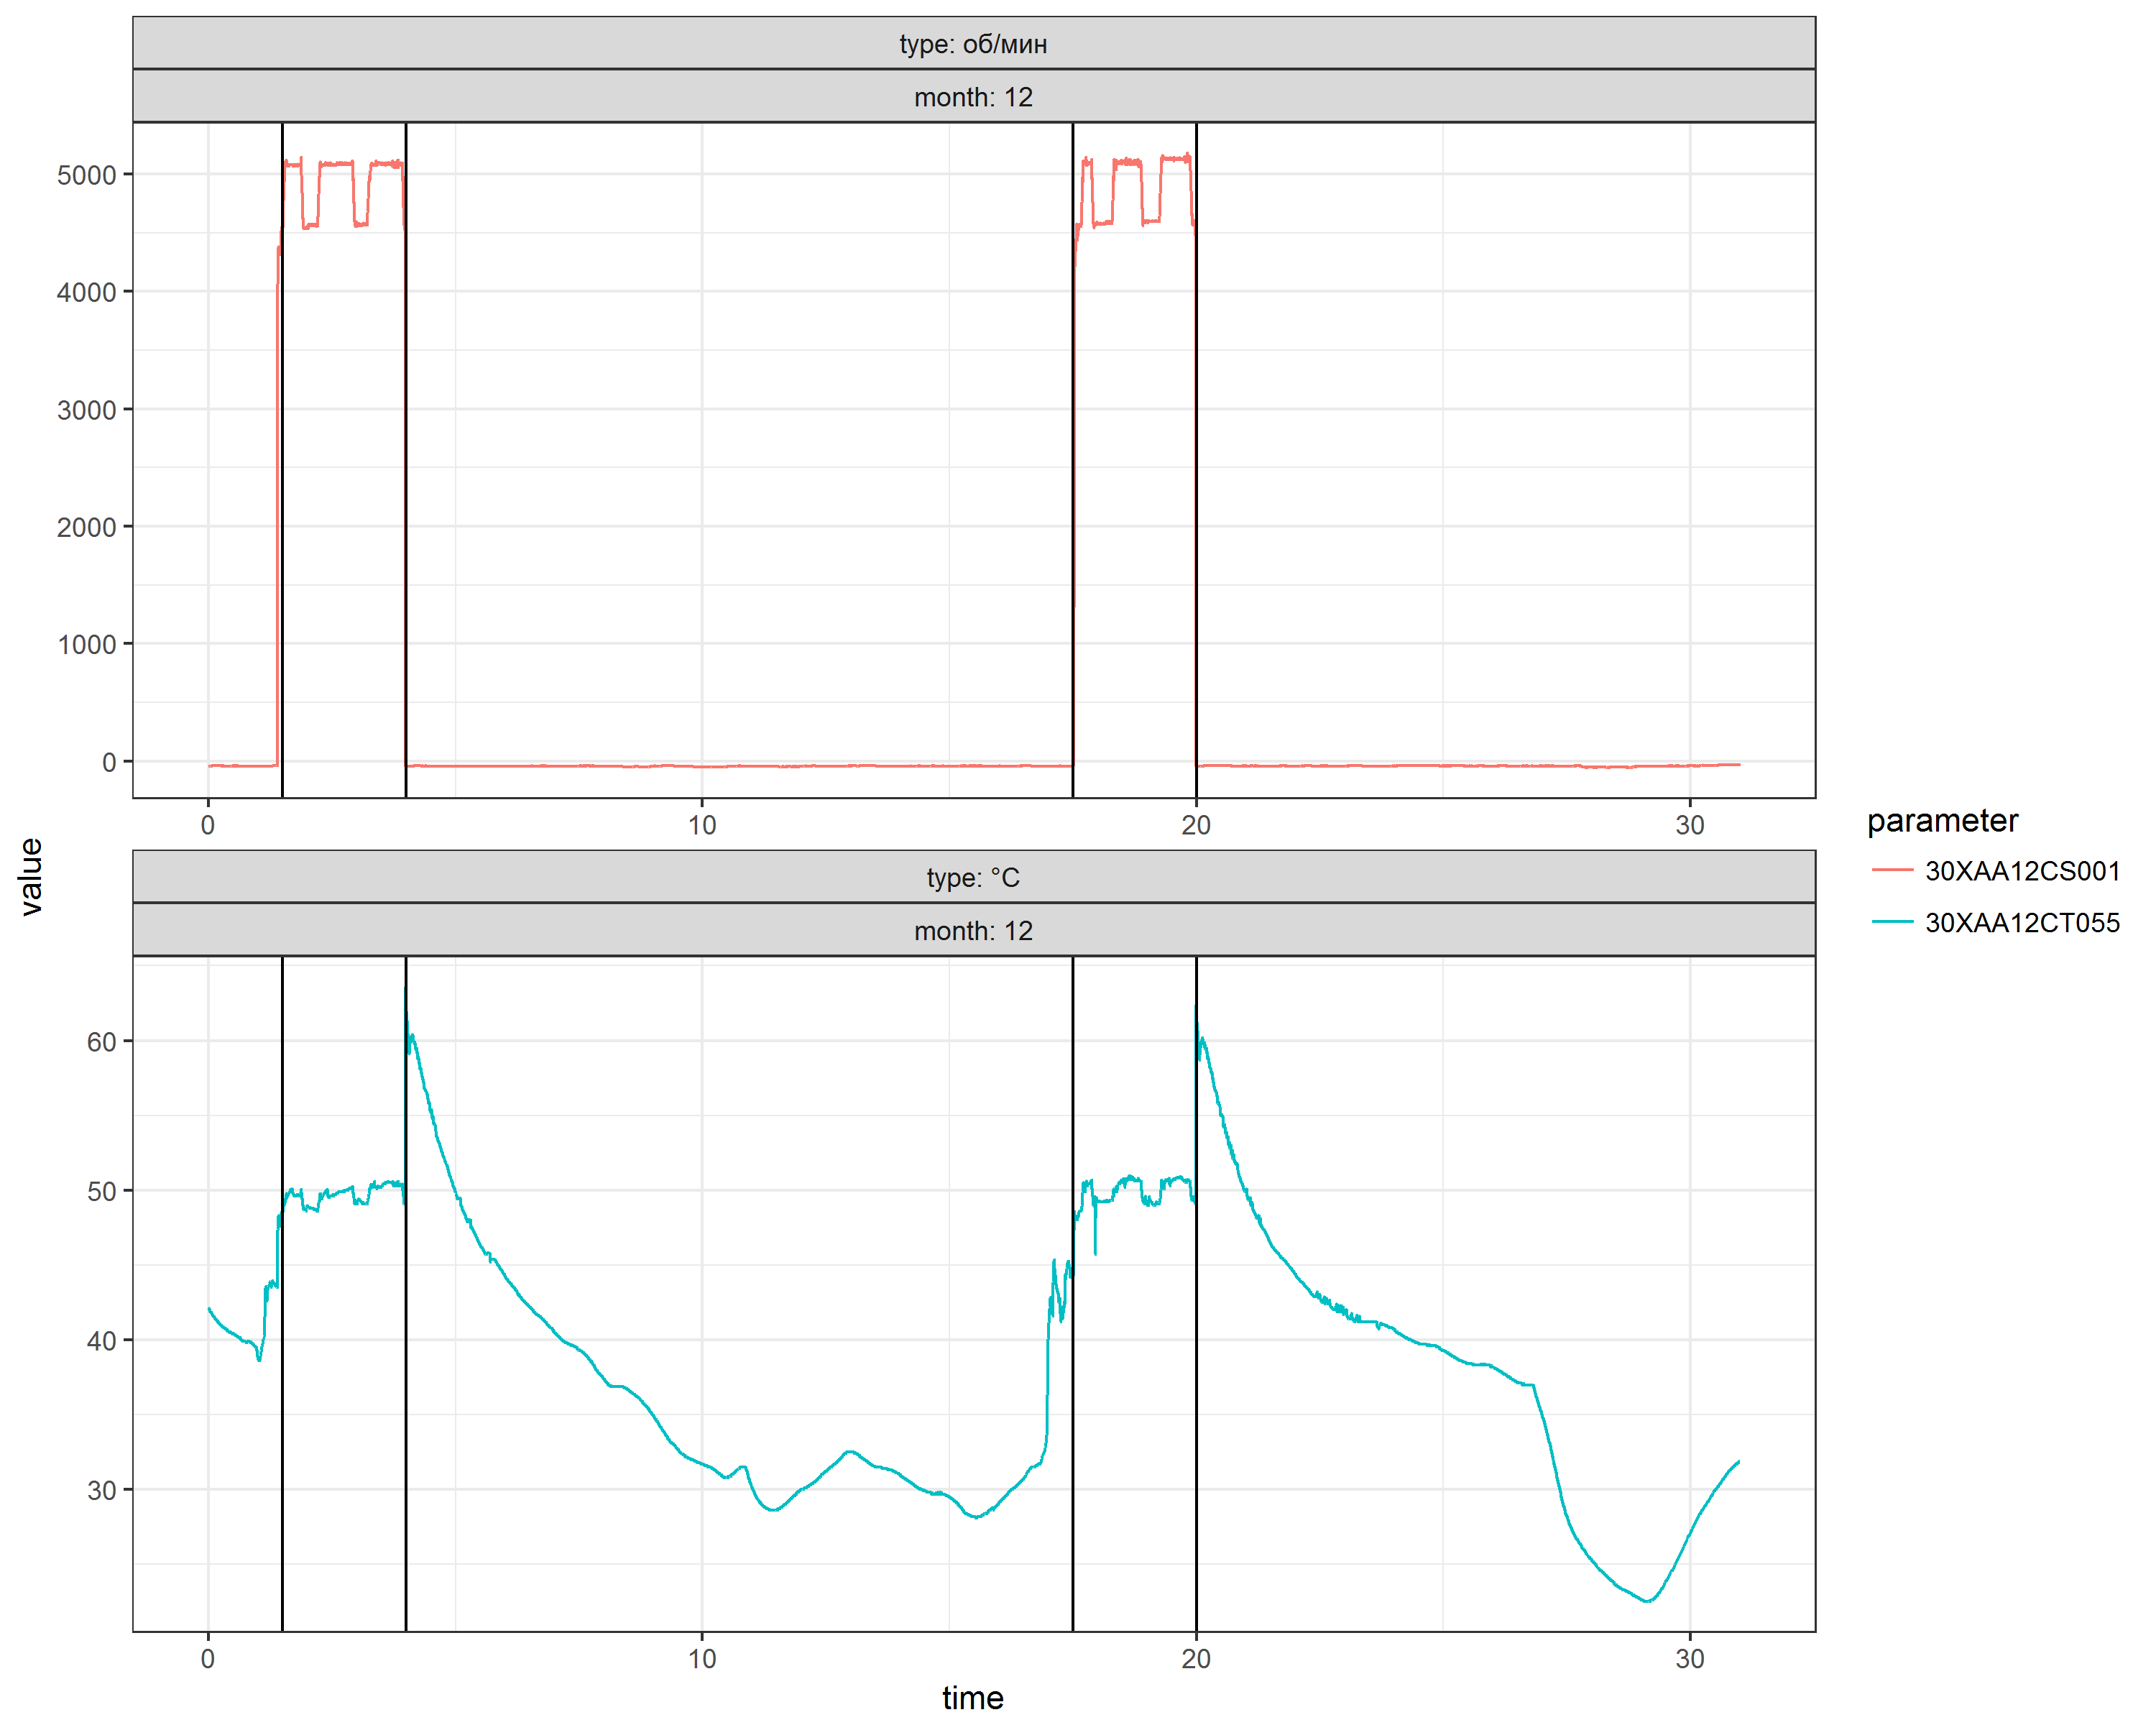 type: об/мин
month: 12
5000
4000
3000
2000
1000
0
0 10 20 30
value
type: °C
month: 12
60
50
40
30
0 10 20 30
time
parameter
30XAA12CS001
30XAA12CT055